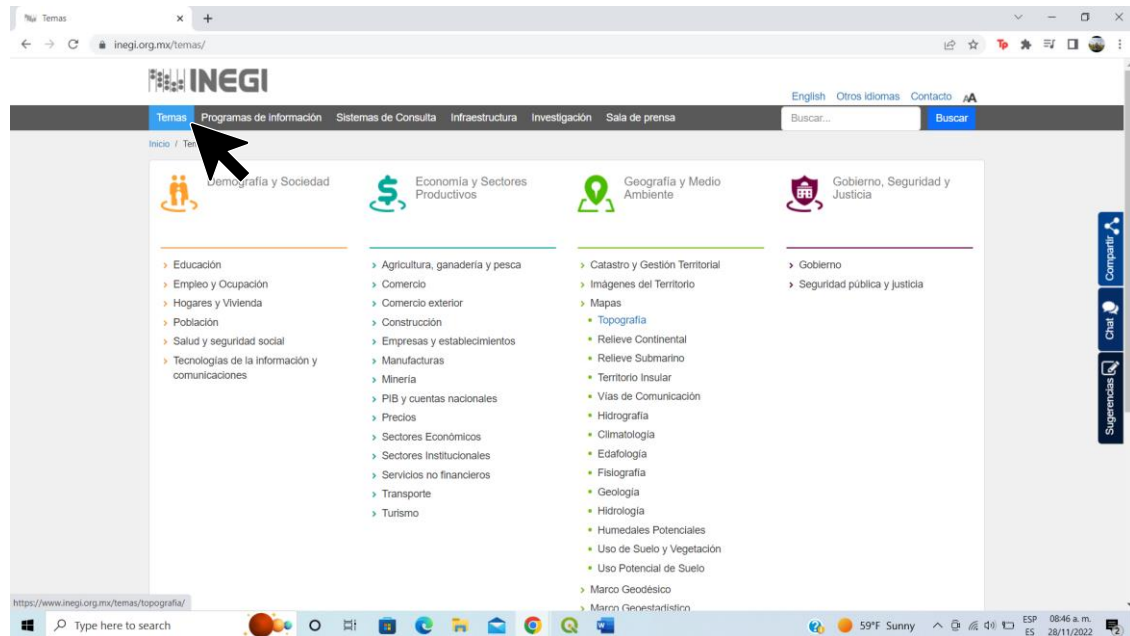 Temas
inegi.org.mx/temas/
INEGI
English Otros idiomas Contacto AA
Temas Programas de información Sistemas de Consulta Infraestructura Investigación Sala de prensa Buscar... Buscar
Inicio /
Demografía y Sociedad
Educación
Empleo y Ocupación
Hogares y Vivienda
Población
Salud y seguridad social
Tecnologías de la información y
comunicaciones
Economía y Sectores
Productivos
Agricultura, ganadería y pesca
Comercio
Comercio exterior
Construcción
Empresas y establecimientos
Manufacturas
Minería
PIB y cuentas nacionales
Precios
Sectores Económicos
Sectores Institucionales
Servicios no financieros
Transporte
Turismo
Geografía y Medio
Ambiente
Catastro y Gestión Territorial
Imágenes del Territorio
Mapas
Topografía
Relieve Continental
Relieve Submarino
Territorio Insular
Vías de Comunicación
Hidrografía
Climatología
Edafología
Fisiografía
Geología
Hidrología
Humedales Potenciales
Uso de Suelo y Vegetación
Uso Potencial de Suelo
Marco Geodésico
Marco Geoestadístico
Gobierno, Seguridad y
Justicia
Gobierno
Seguridad pública y justicia
Compartir
Chat
Sugerencias
https://www.inegi.org.mx/temas/topografia/
Type here to search
59°F Sunny
ESP
ES
08:46 a. m.
28/11/2022
2